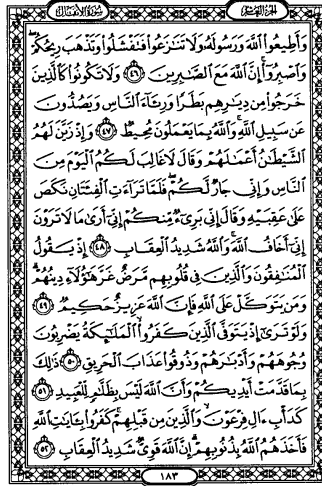 الجزء العاشر
سورة الأنفال
وَأَطِيعُوا۟ ٱللَّهَ وَرَسُولَهُۥ وَلَا تَنَٰزَعُوا۟ فَتَفْشَلُوا۟ وَتَذْهَبَ رِيحُكُمْ ۖ
وَٱصْبِرُوٓا۟ ۚ إِنَّ ٱللَّهَ مَعَ ٱلصَّٰبِرِينَ ٤٦ وَلَا تَكُونُوا۟ كَٱلَّذِينَ
خَرَجُوا۟ مِن دِيَٰرِهِم بَطَرًا وَرِئَآءَ ٱلنَّاسِ وَيَصُدُّونَ
عَن سَبِيلِ ٱللَّهِ ۚ وَٱللَّهُ بِمَا يَعْمَلُونَ مُحِيطٌ ٤٧ وَإِذْ زَيَّنَ لَهُمُ
ٱلشَّيْطَٰنُ أَعْمَٰلَهُمْ وَقَالَ لَا غَالِبَ لَكُمُ ٱلْيَوْمَ مِنَ
ٱلنَّاسِ وَإِنِّى جَارٌ لَّكُمْ ۖ فَلَمَّا تَرَآءَتِ ٱلْفِئَتَانِ نَكَصَ
عَلَىٰ عَقِبَيْهِ وَقَالَ إِنِّى بَرِىٓءٌ مِّنكُمْ إِنِّىٓ أَرَىٰ مَا لَا تَرَوْنَ
إِنِّىٓ أَخَافُ ٱللَّهَ ۚ وَٱللَّهُ شَدِيدُ ٱلْعِقَابِ ٤٨ إِذْ يَقُولُ
ٱلْمُنَٰفِقُونَ وَٱلَّذِينَ فِى قُلُوبِهِم مَّرَضٌ غَرَّ هَٰٓؤُلَآءِ دِينُهُمْ ۗ
وَمَن يَتَوَكَّلْ عَلَى ٱللَّهِ فَإِنَّ ٱللَّهَ عَزِيزٌ حَكِيمٌ ٤٩
وَلَوْ تَرَىٰٓ إِذْ يَتَوَفَّى ٱلَّذِينَ كَفَرُوا۟ ۙ ٱلْمَلَٰٓئِكَةُ يَضْرِبُونَ
وُجُوهَهُمْ وَأَدْبَٰرَهُمْ وَذُوقُوا۟ عَذَابَ ٱلْحَرِيقِ ٥٠ ذَٰلِكَ
بِمَا قَدَّمَتْ أَيْدِيكُمْ وَأَنَّ ٱللَّهَ لَيْسَ بِظَلَّٰمٍ لِّلْعَبِيدِ ٥١
كَدَأْبِ ءَالِ فِرْعَوْنَ ۙ وَٱلَّذِينَ مِن قَبْلِهِمْ ۚ كَفَرُوا۟ بِـَٔايَٰتِ ٱللَّهِ
فَأَخَذَهُمُ ٱللَّهُ بِذُنُوبِهِمْ ۗ إِنَّ ٱللَّهَ قَوِىٌّ شَدِيدُ ٱلْعِقَابِ ٥٢
١٨٣